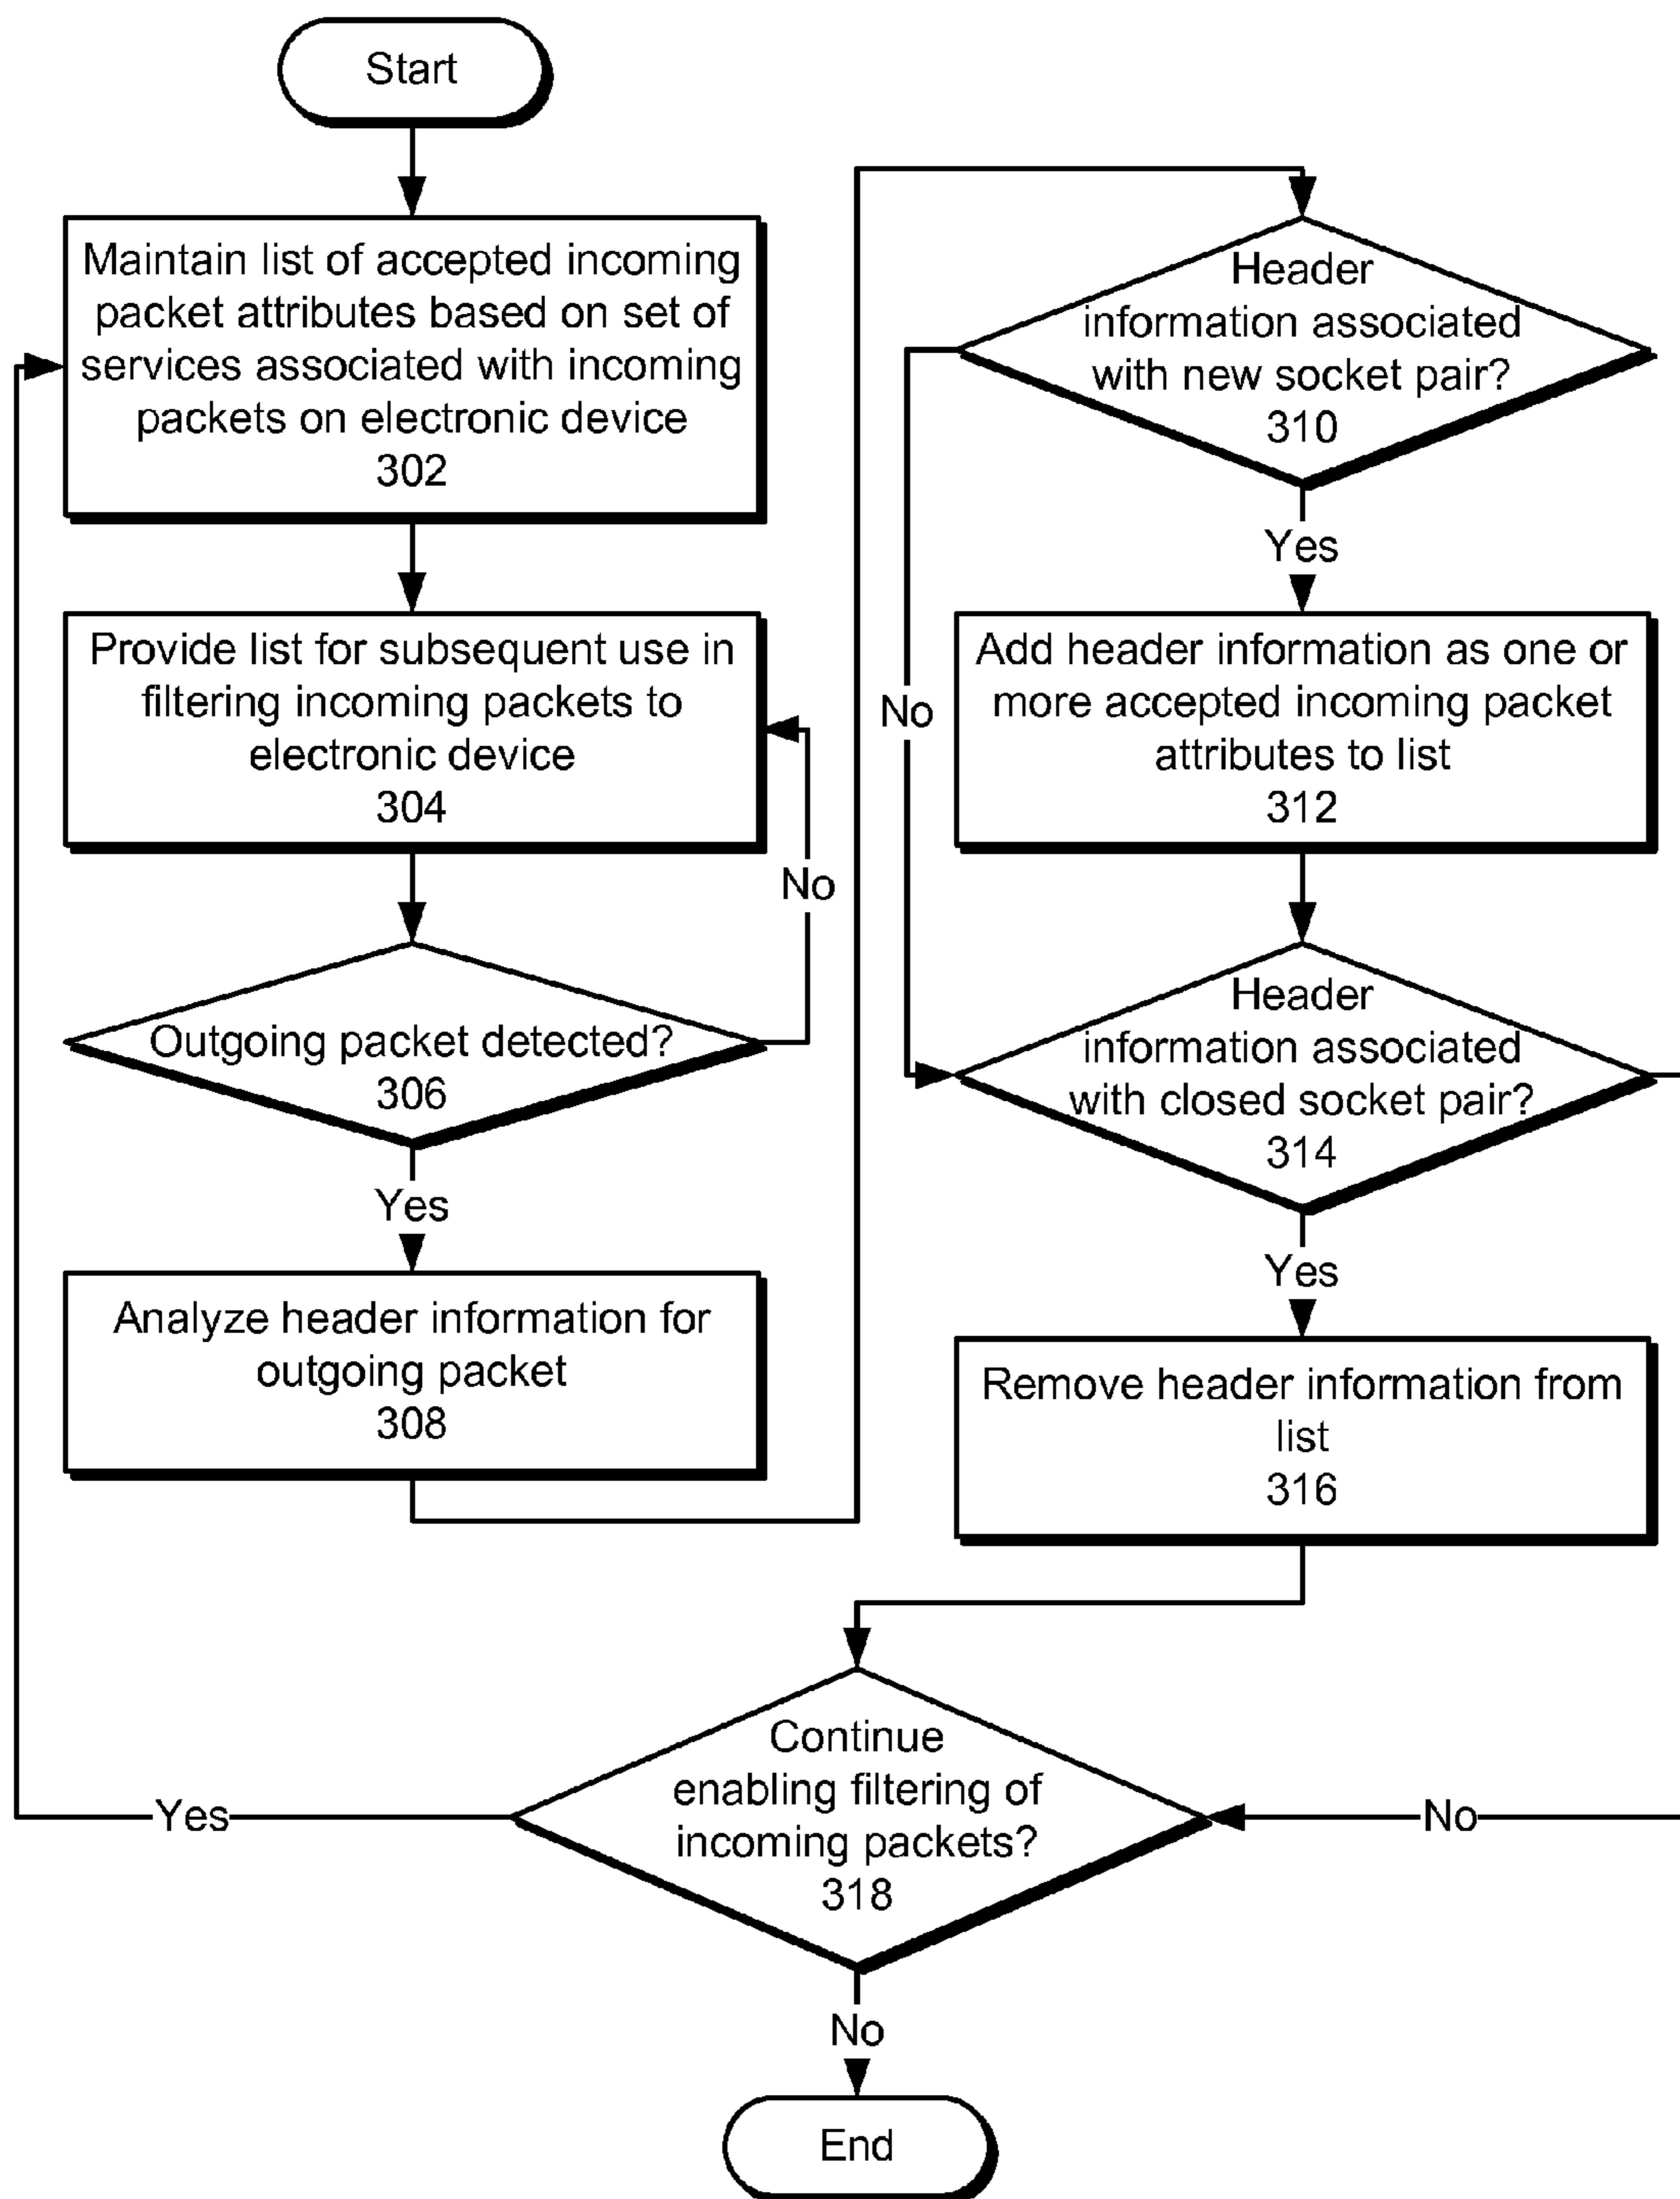 Start
Maintain list of accepted incoming
packet attributes based on set of
services associated with incoming
packets on electronic device
302
Provide list for subsequent use in
filtering incoming packets to
electronic device
304
No
Outgoing packet detected?
306
Yes
Analyze header information for
outgoing packet
308
Header
information associated
with new socket pair?
310
Yes
No
Add header information as one or
more accepted incoming packet
attributes to list
312
Header
information associated
with closed socket pair?
314
Yes
Remove header information from
list
316
Continue
enabling filtering of
incoming packets?
318
Yes
No
No
End